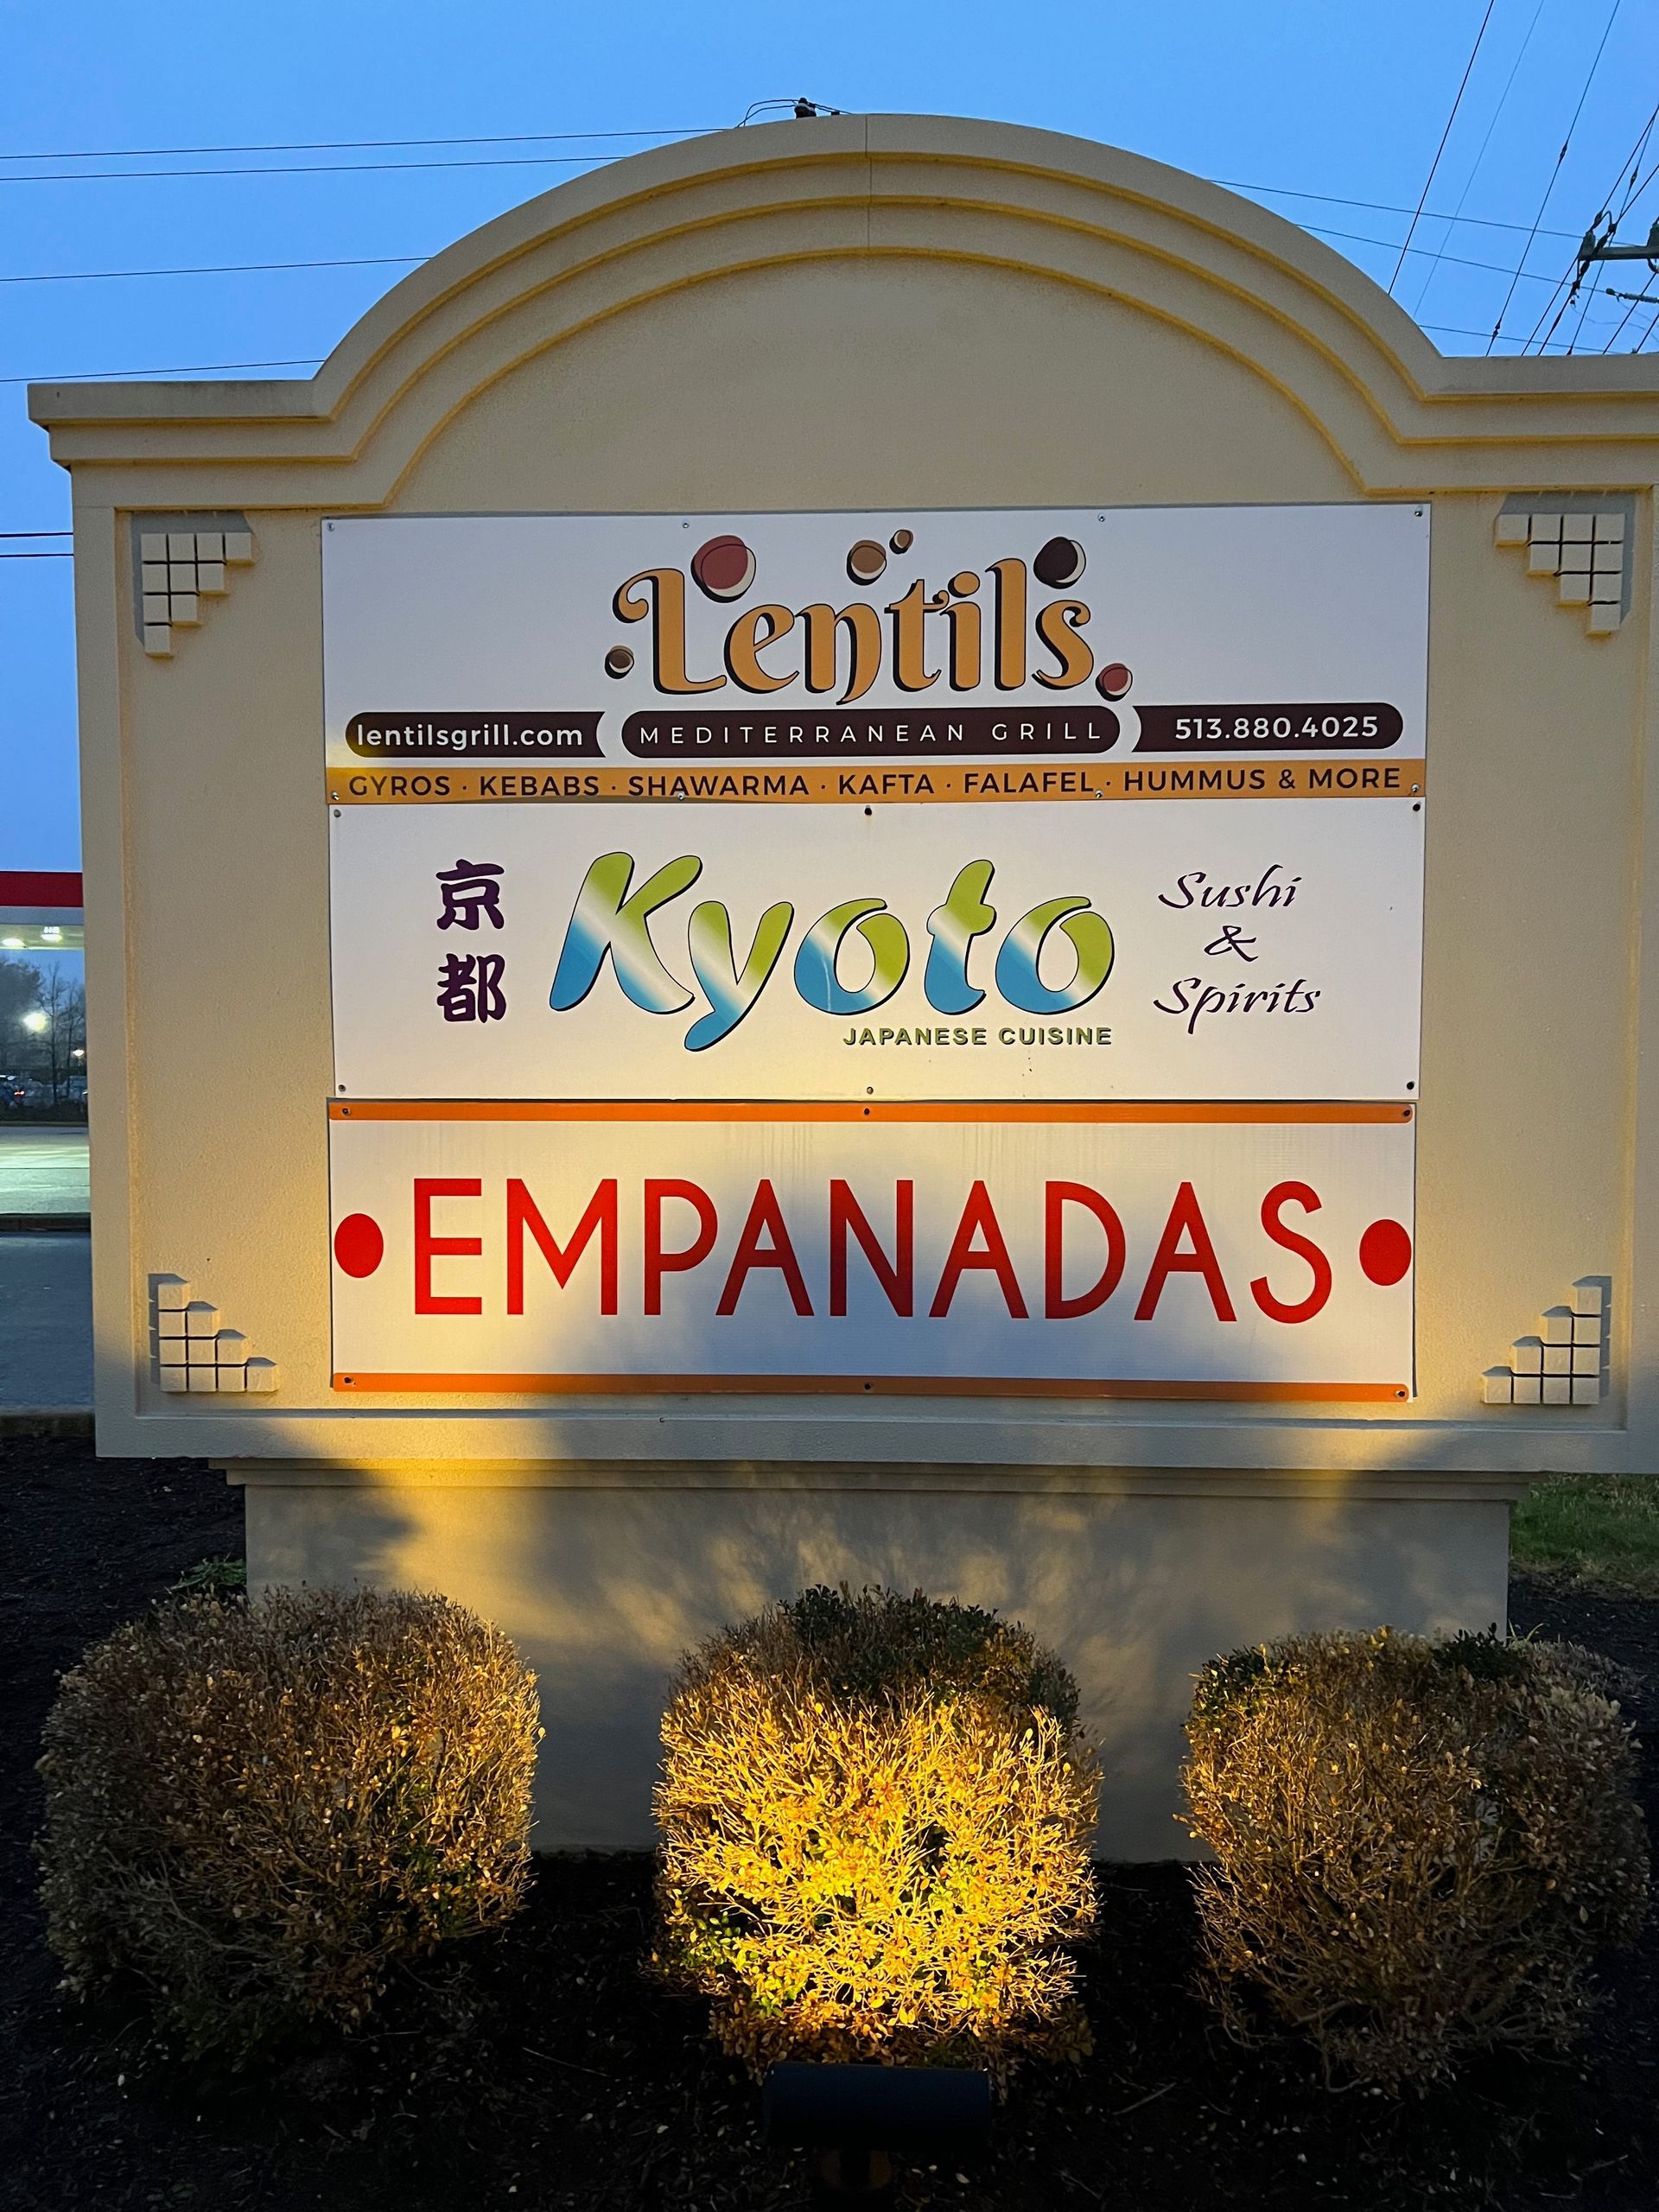 Lentils
lentilsgrill.com MEDITERRANEAN GRILL 513.880.4025
GYROS · KEBABS · SHAWARMA · KAFTA · FALAFEL · HUMMUS & MORE
京都
Kyoto
JAPANESE CUISINE
Sushi
&
Spirits
•EMPANADAS•